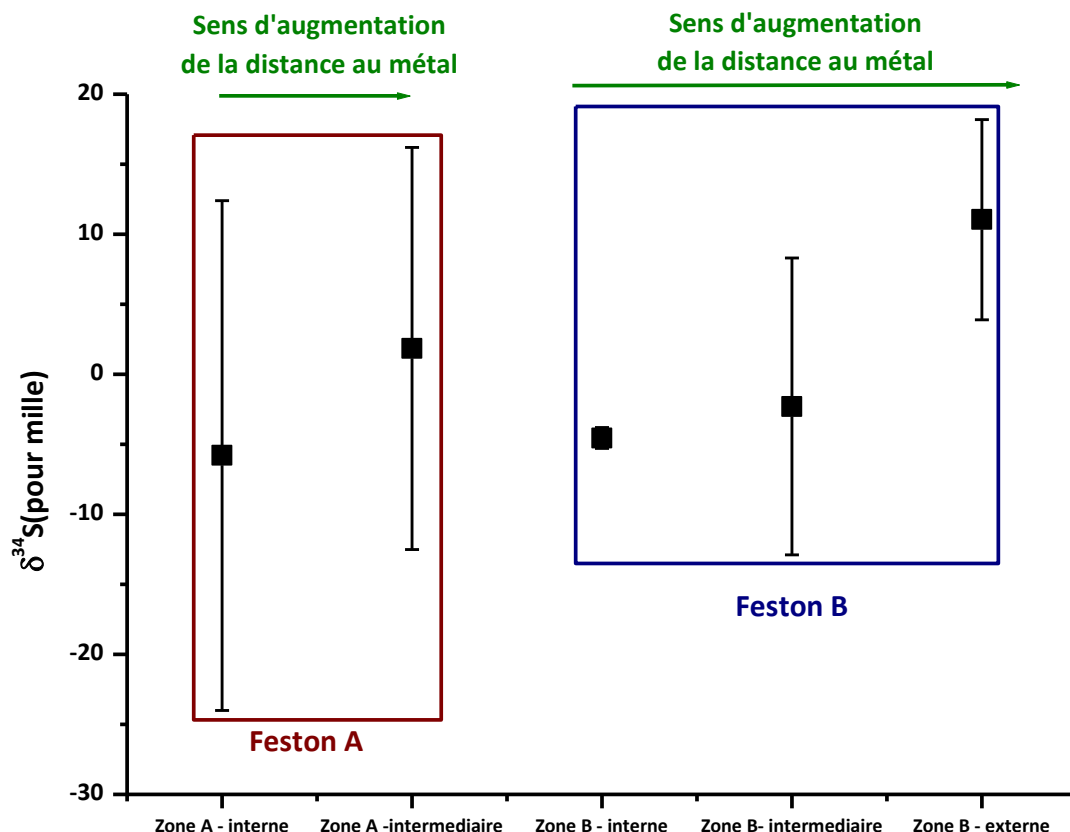 Sens d'augmentation
de la distance au métal
Sens d'augmentation
de la distance au métal
20
10
0
-10
-20
-30
δ³⁴S(pour mille)
Feston A
Feston B
Zone A - interne
Zone A -intermediaire
Zone B - interne
Zone B- intermediaire
Zone B - externe